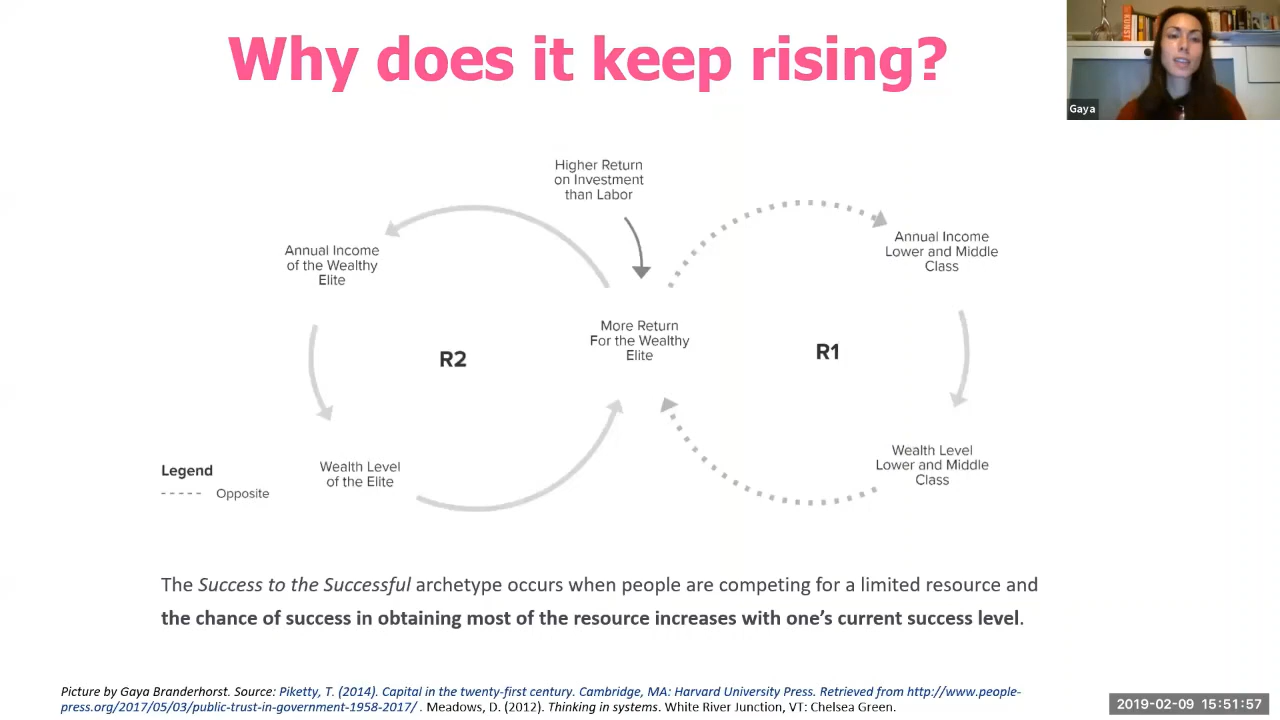 Why does it keep rising?
KUNST
Gaya
Higher Return
on Investment
than Labor
Annual Income
of the Wealthy
Elite
Annual Income
Lower and Middle
Class
More Return
For the Wealthy
Elite
R2
R1
Wealth Level
of the Elite
Wealth Level
Lower and Middle
Class
Legend
Opposite
The Success to the Successful archetype occurs when people are competing for a limited resource and
the chance of success in obtaining most of the resource increases with one's current success level.
Picture by Gaya Branderhorst. Source: Piketty, T. (2014). Capital in the twenty-first century. Cambridge, MA: Harvard University Press. Retrieved from http://www.people-
press.org/2017/05/03/public-trust-in-government-1958-2017/ . Meadows, D. (2012). Thinking in systems. White River Junction, VT: Chelsea Green.
2019-02-09 15:51:57